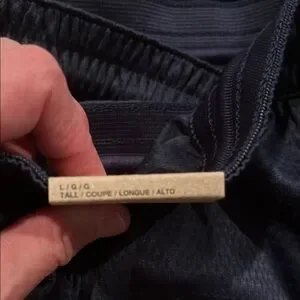 L / G / G
TALL / COUPE / LONGUE / ALTO